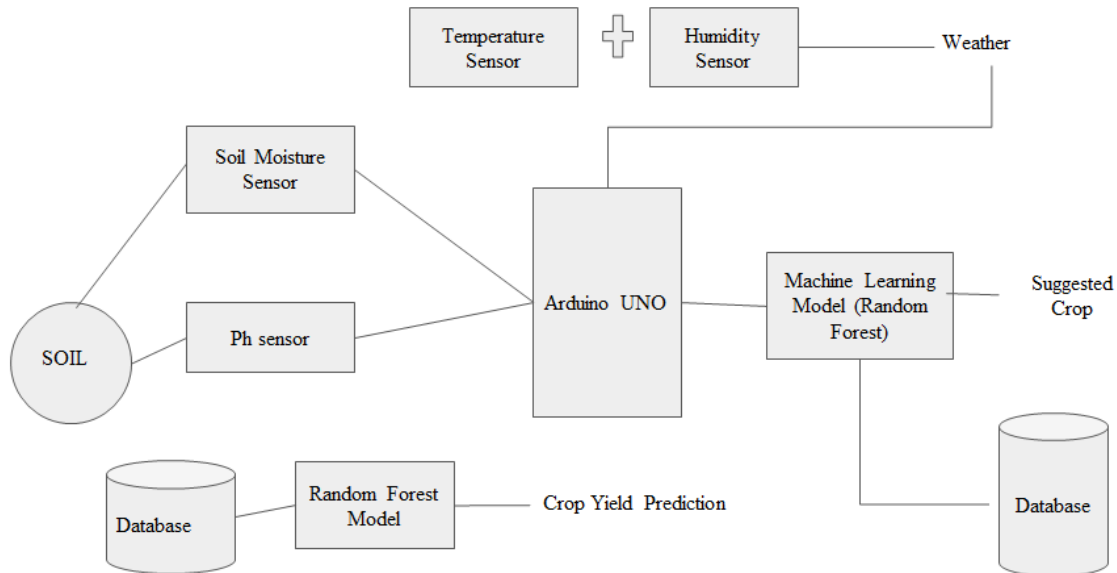 Temperature
Sensor
Humidity
Sensor
Weather
Soil Moisture
Sensor
Arduino UNO
Machine Learning
Model (Random
Forest)
Suggested
Crop
SOIL
Ph sensor
Database
Random Forest
Model
Crop Yield Prediction
Database